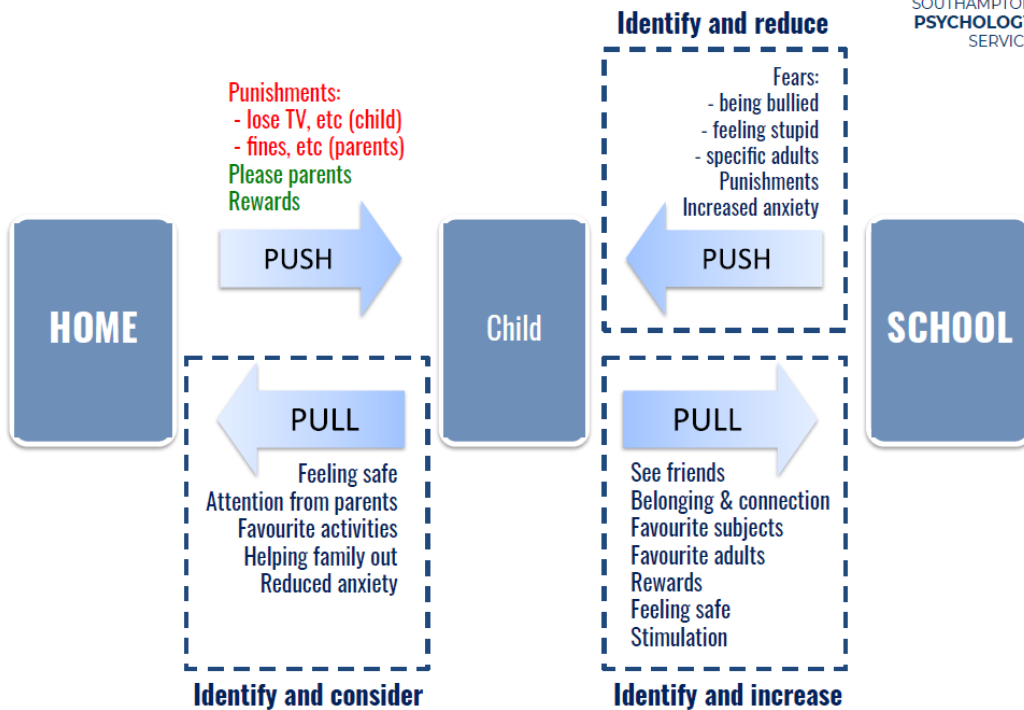 SOUTHAMPTON
PSYCHOLOGY
SERVIC
Identify and reduce
Punishments:
- lose TV, etc (child)
- fines, etc (parents)
Please parents
Rewards
Fears:
- being bullied
- feeling stupid
- specific adults
Punishments
Increased anxiety
PUSH
PUSH
HOME
Child
SCHOOL
PULL
Feeling safe
Attention from parents
Favourite activities
Helping family out
Reduced anxiety
PULL
See friends
Belonging & connection
Favourite subjects
Favourite adults
Rewards
Feeling safe
Stimulation
Identify and consider
Identify and increase